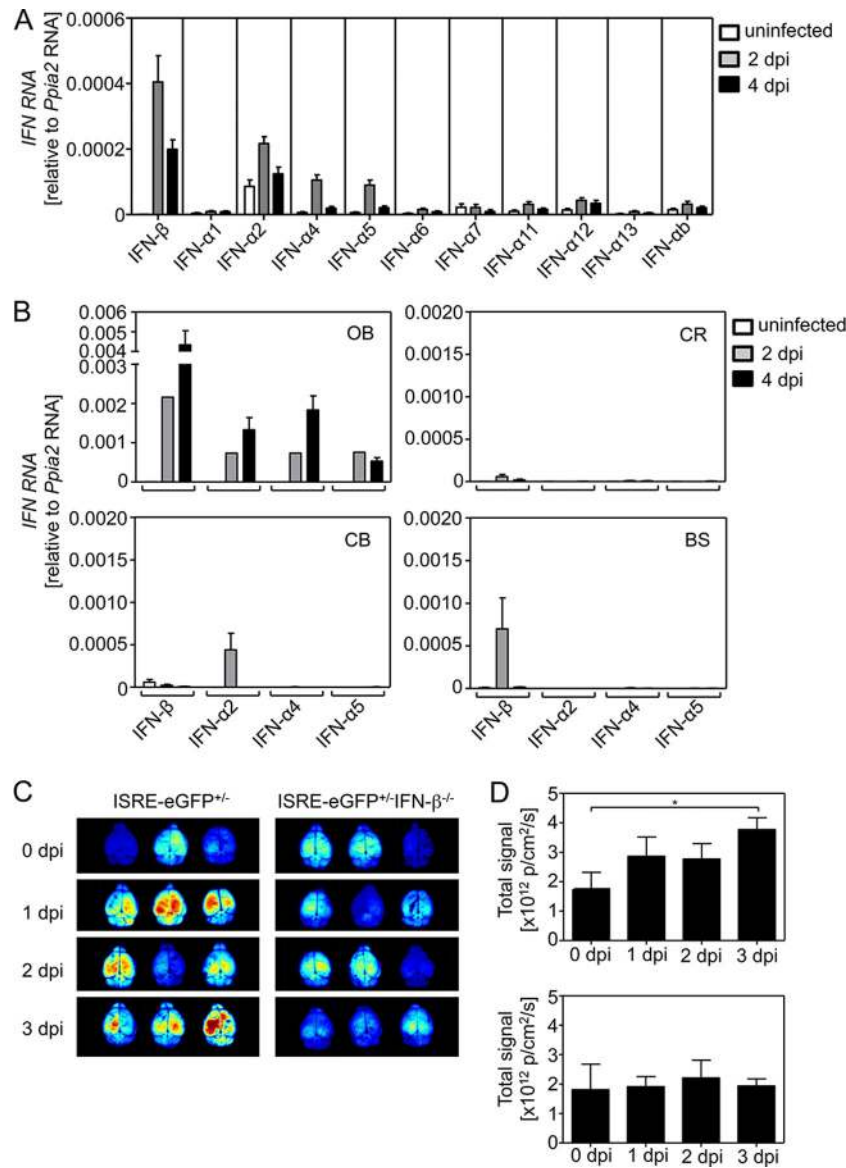 A
IFN RNA
[relative to Ppia2 RNA]
0.0006
0.0004
0.0002
0
uninfected
2 dpi
4 dpi
IFN-β
IFN-α1
IFN-α2
IFN-α4
IFN-α5
IFN-α6
IFN-α7
IFN-α11
IFN-α12
IFN-α13
IFN-αb
B
IFN RNA
[relative to Ppia2 RNA]
0.006
0.005
0.004
0.003
0.002
0.001
0
OB
0.0020
0.0015
0.0010
0.0005
0
CR
uninfected
2 dpi
4 dpi
0.0020
0.0015
0.0010
0.0005
0
CB
IFN-β
IFN-α2
IFN-α4
IFN-α5
0.0020
0.0015
0.0010
0.0005
0
BS
IFN-β
IFN-α2
IFN-α4
IFN-α5
C
ISRE-eGFP+/-
ISRE-eGFP+/-IFN-β-/-
0 dpi
1 dpi
2 dpi
3 dpi
D
Total signal
[x10¹² p/cm²/s]
5
4
3
2
1
0
*
0 dpi
1 dpi
2 dpi
3 dpi
Total signal
[x10¹² p/cm²/s]
5
4
3
2
1
0
0 dpi
1 dpi
2 dpi
3 dpi